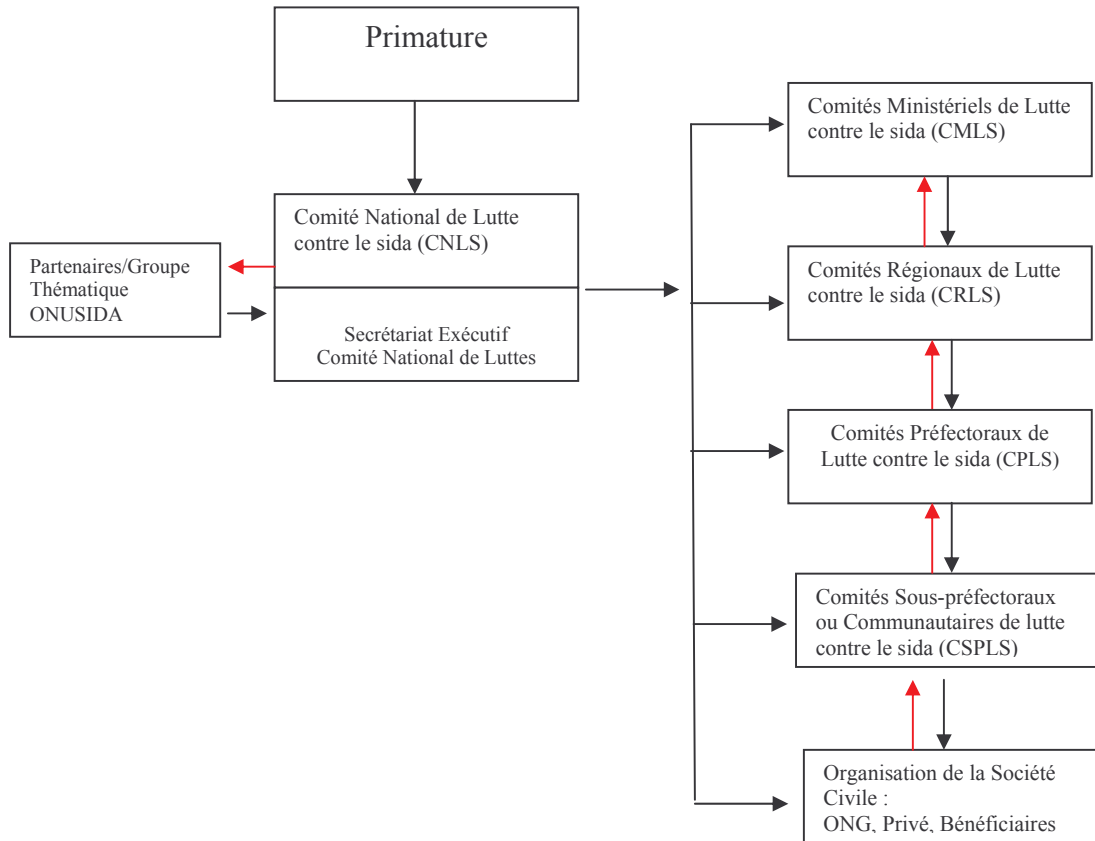 Primature
Comité National de Lutte
contre le sida (CNLS)
Secrétariat Exécutif
Comité National de Luttes
Partenaires/Groupe
Thématique
ONUSIDA
Comités Ministériels de Lutte
contre le sida (CMLS)
Comités Régionaux de Lutte
contre le sida (CRLS)
Comités Préfectoraux de
Lutte contre le sida (CPLS)
Comités Sous-préfectoraux
ou Communautaires de lutte
contre le sida (CSPLS)
Organisation de la Société
Civile :
ONG, Privé, Bénéficiaires